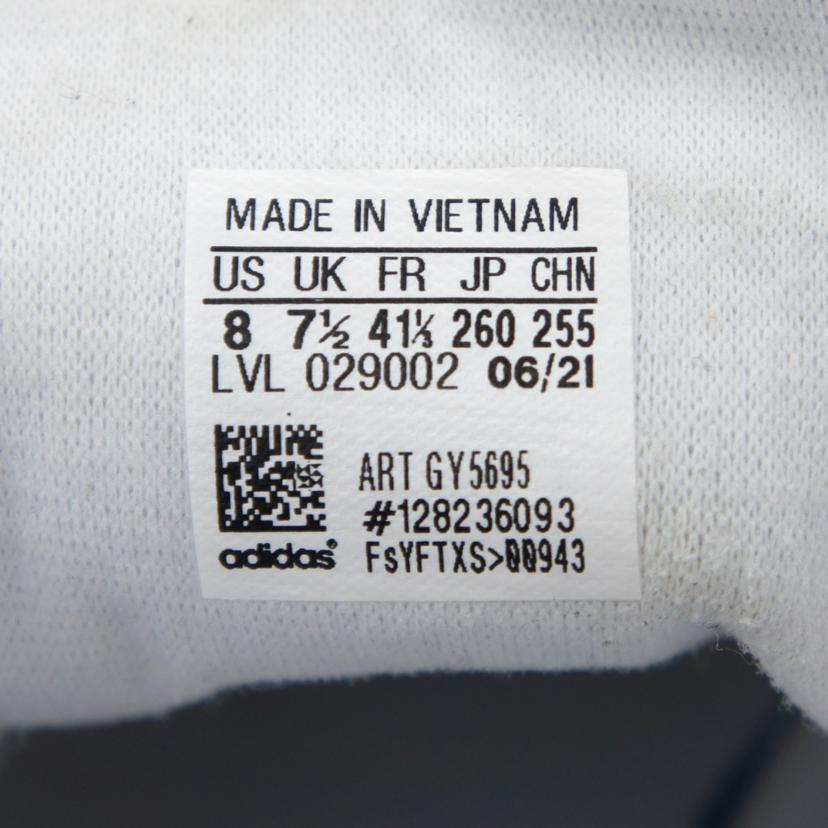 MADE IN VIETNAM
US UK FR JP CHN
8 7½ 41⅓ 260 255
LVL 029002 06/21
ART GY5695
#128236093
adidas® FsYFTXS>00943